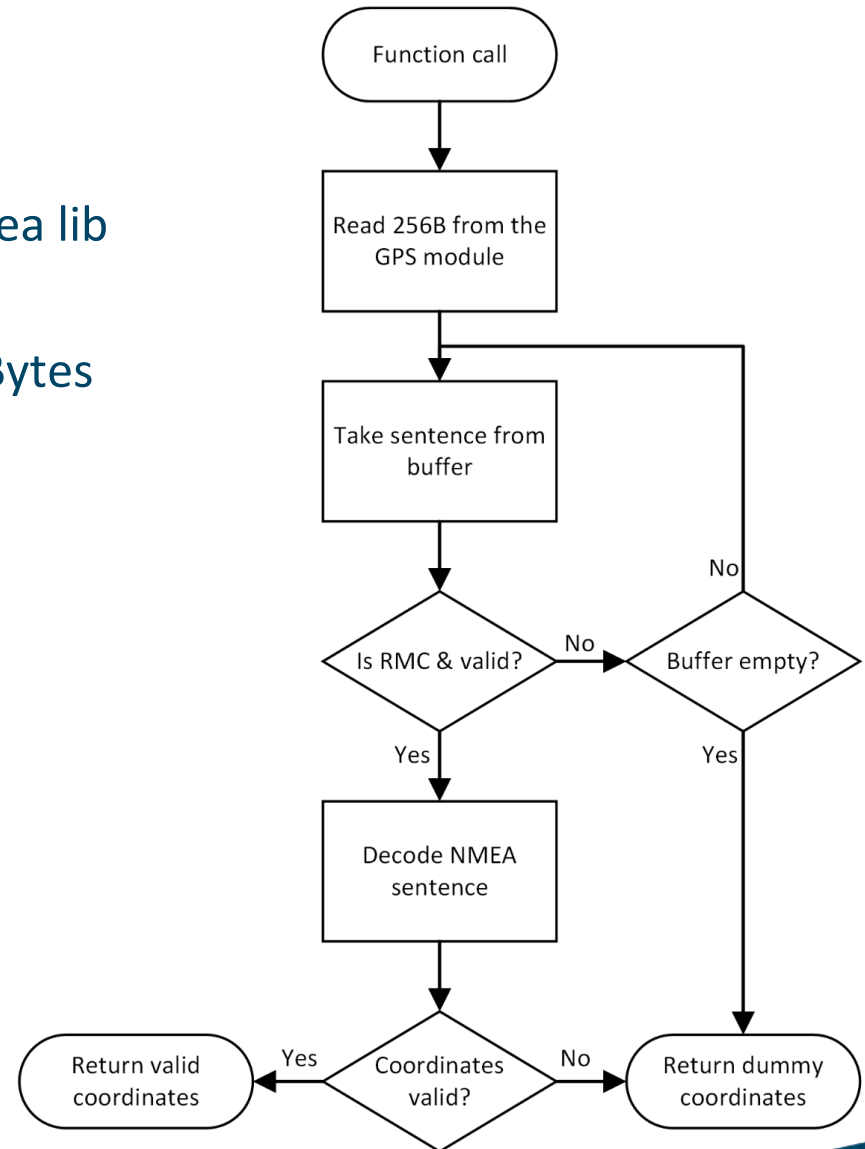 ea lib
Bytes
Function call
Read 256B from the
GPS module
Take sentence from
buffer
No
Is RMC & valid?
No
Buffer empty?
Yes
Yes
Decode NMEA
sentence
Return valid
coordinates
Yes
Coordinates
valid?
No
Return dummy
coordinates